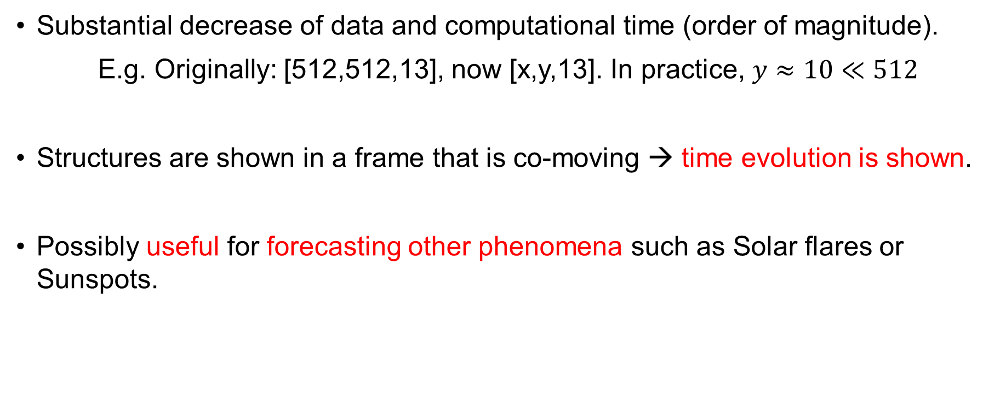 • Substantial decrease of data and computational time (order of magnitude).
E.g. Originally: [512,512,13], now [x,y,13]. In practice, 𝑦 ≈ 10 ≪ 512
• Structures are shown in a frame that is co-moving → time evolution is shown.
• Possibly useful for forecasting other phenomena such as Solar flares or
Sunspots.